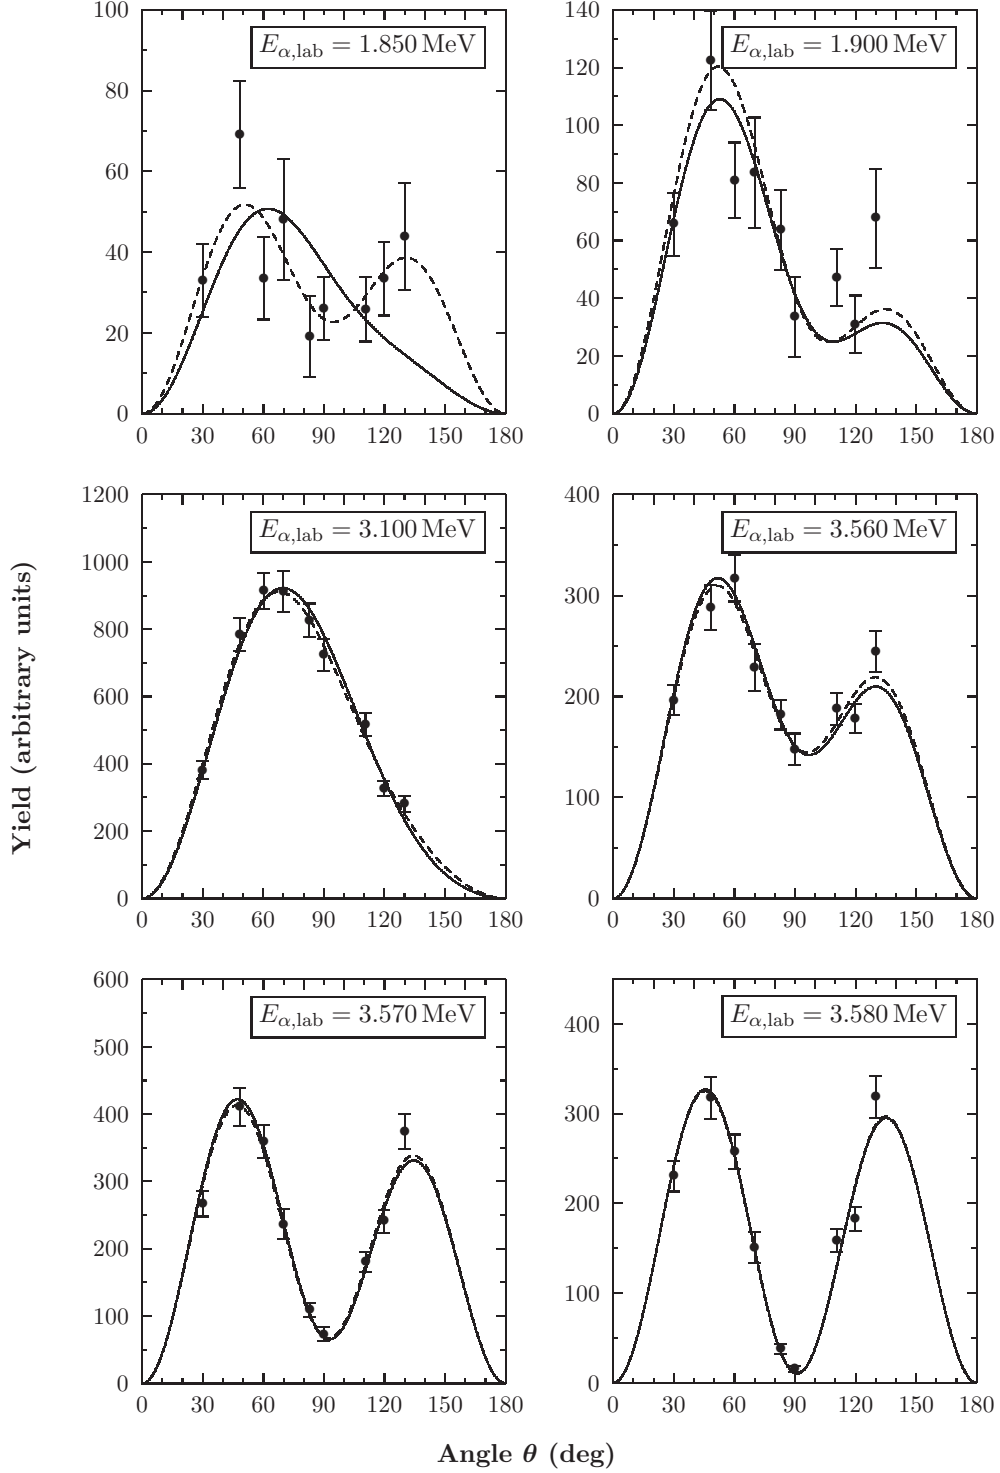 100
80
60
40
20
0
0 30 60 90 120 150 180
E_{α,lab} = 1.850 MeV
140
120
100
80
60
40
20
0
0 30 60 90 120 150 180
E_{α,lab} = 1.900 MeV
1200
1000
800
600
400
200
0
0 30 60 90 120 150 180
E_{α,lab} = 3.100 MeV
400
300
200
100
0
0 30 60 90 120 150 180
E_{α,lab} = 3.560 MeV
600
500
400
300
200
100
0
0 30 60 90 120 150 180
E_{α,lab} = 3.570 MeV
400
300
200
100
0
0 30 60 90 120 150 180
E_{α,lab} = 3.580 MeV
Yield (arbitrary units)
Angle θ (deg)